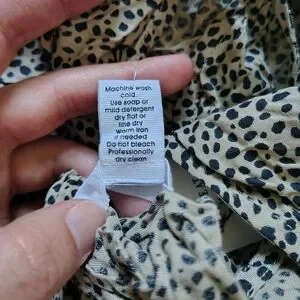 Machine wash
cold.
Use soap or
mild detergent
dry flat or
line dry
Warm iron
if needed
Do not bleach
Professionally
dry clean